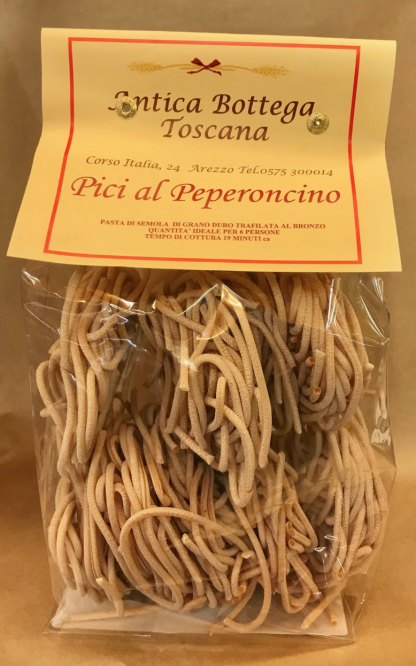 Antica Bottega
Toscana
Corso Italia, 24 Arezzo Tel.0575 300014
Pici al Peperoncino
PASTA DI SEMOLA DI GRANO DURO TRAFILATA AL BRONZO
QUANTITA' IDEALE PER 6 PERSONE
TEMPO DI COTTURA 19 MINUTI ca